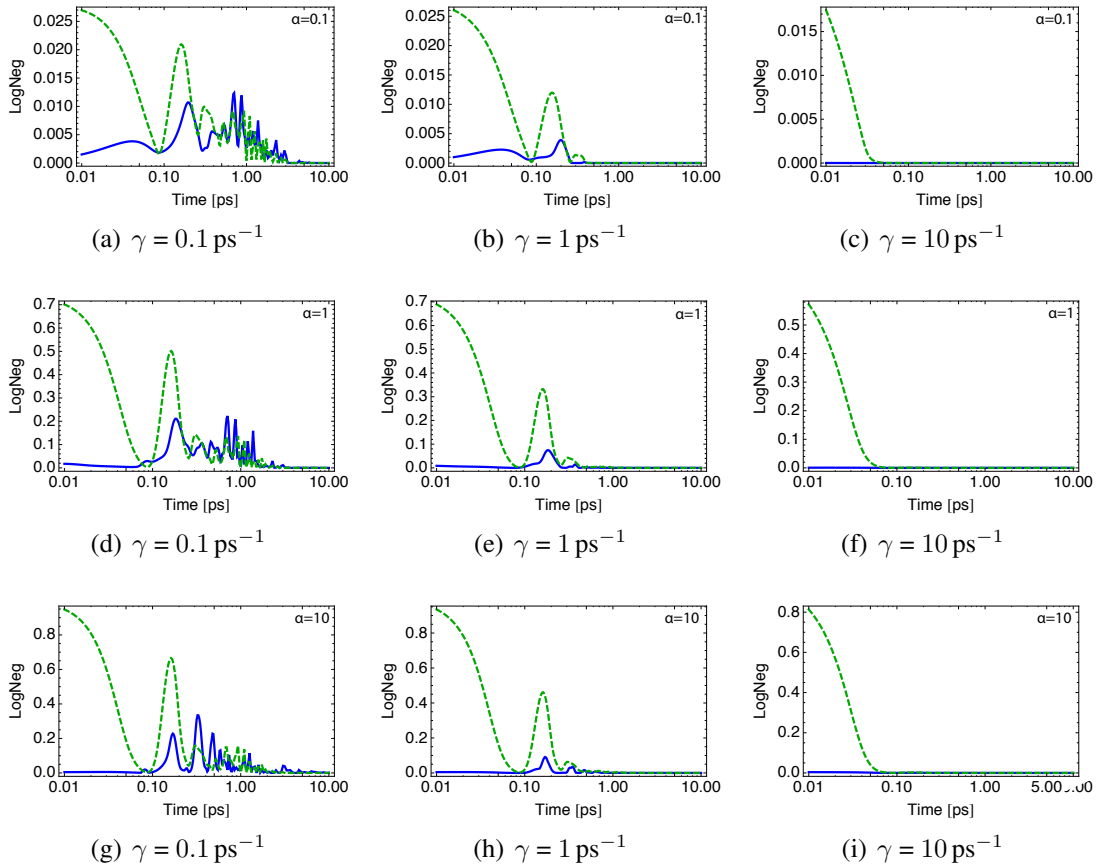 α=0.1
LogNeg
0.025
0.020
0.015
0.010
0.005
0.000
0.01 0.10 1.00 10.00
Time [ps]
(a) γ = 0.1 ps⁻¹
α=0.1
LogNeg
0.025
0.020
0.015
0.010
0.005
0.000
0.01 0.10 1.00 10.00
Time [ps]
(b) γ = 1 ps⁻¹
α=0.1
LogNeg
0.015
0.010
0.005
0.000
0.01 0.10 1.00 10.00
Time [ps]
(c) γ = 10 ps⁻¹
α=1
LogNeg
0.7
0.6
0.5
0.4
0.3
0.2
0.1
0.0
0.01 0.10 1.00 10.00
Time [ps]
(d) γ = 0.1 ps⁻¹
α=1
LogNeg
0.7
0.6
0.5
0.4
0.3
0.2
0.1
0.0
0.01 0.10 1.00 10.00
Time [ps]
(e) γ = 1 ps⁻¹
α=1
LogNeg
0.5
0.4
0.3
0.2
0.1
0.0
0.01 0.10 1.00 10.00
Time [ps]
(f) γ = 10 ps⁻¹
α=10
LogNeg
0.8
0.6
0.4
0.2
0.0
0.01 0.10 1.00 10.00
Time [ps]
(g) γ = 0.1 ps⁻¹
α=10
LogNeg
0.8
0.6
0.4
0.2
0.0
0.01 0.10 1.00 10.00
Time [ps]
(h) γ = 1 ps⁻¹
α=10
LogNeg
0.8
0.6
0.4
0.2
0.0
0.01 0.10 1.00
Time [ps]
(i) γ = 10 ps⁻¹